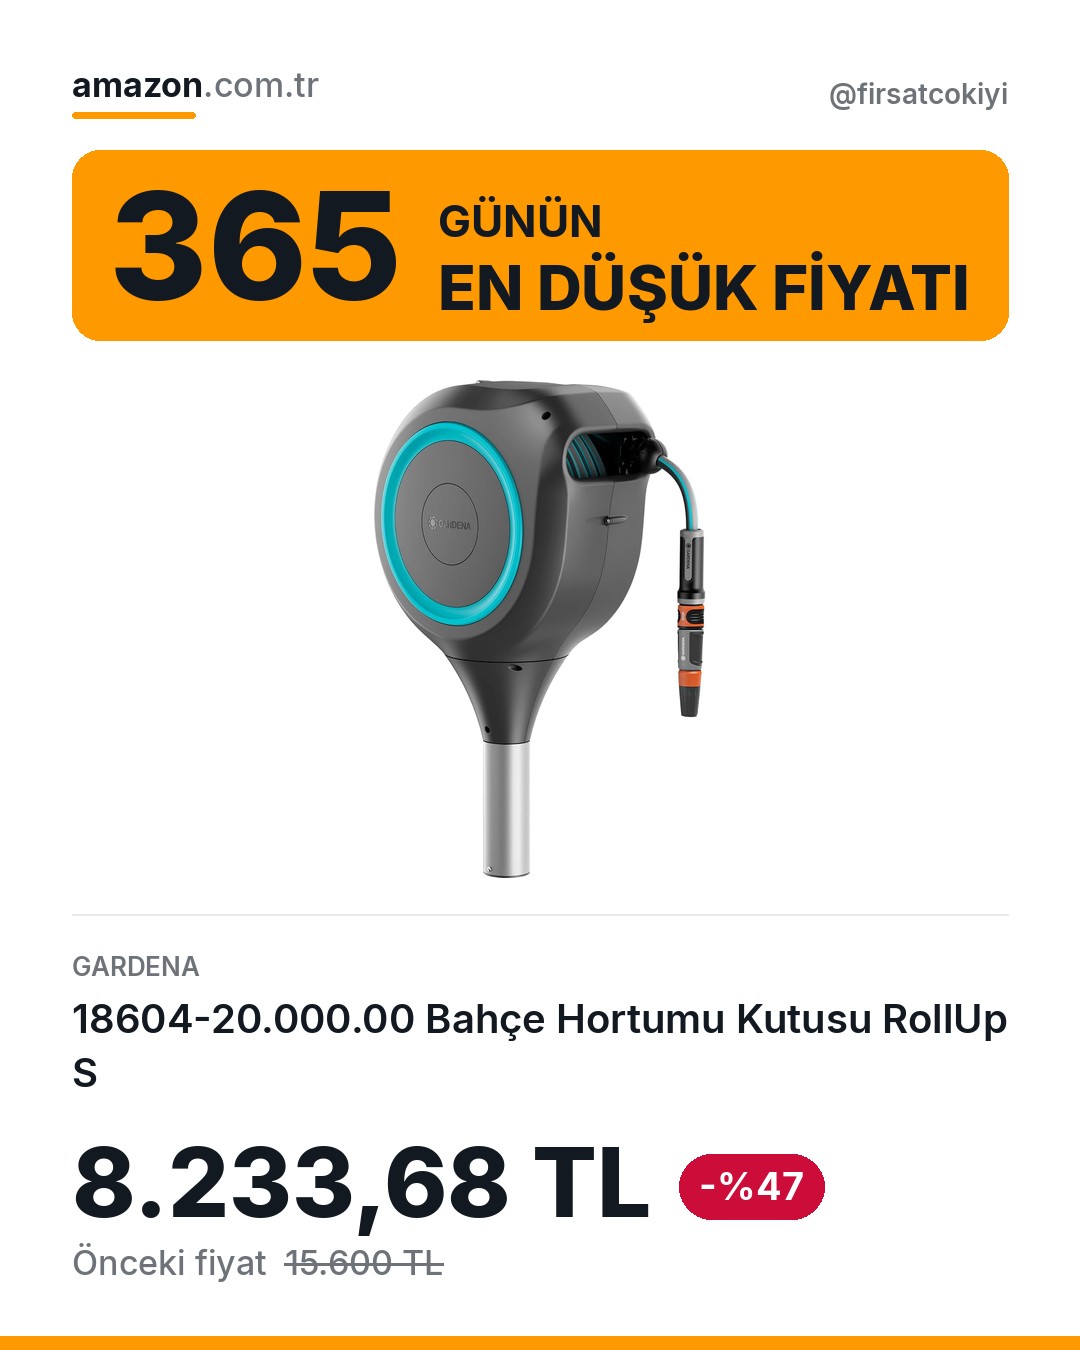 amazon.com.tr
@firsatcokiyi
365
GÜNÜN
EN DÜŞÜK FİYATI
GARDENA
GARDENA
18604-20.000.00 Bahçe Hortumu Kutusu RollUp
S
8.233,68 TL
-%47
Önceki fiyat 15.600 TL